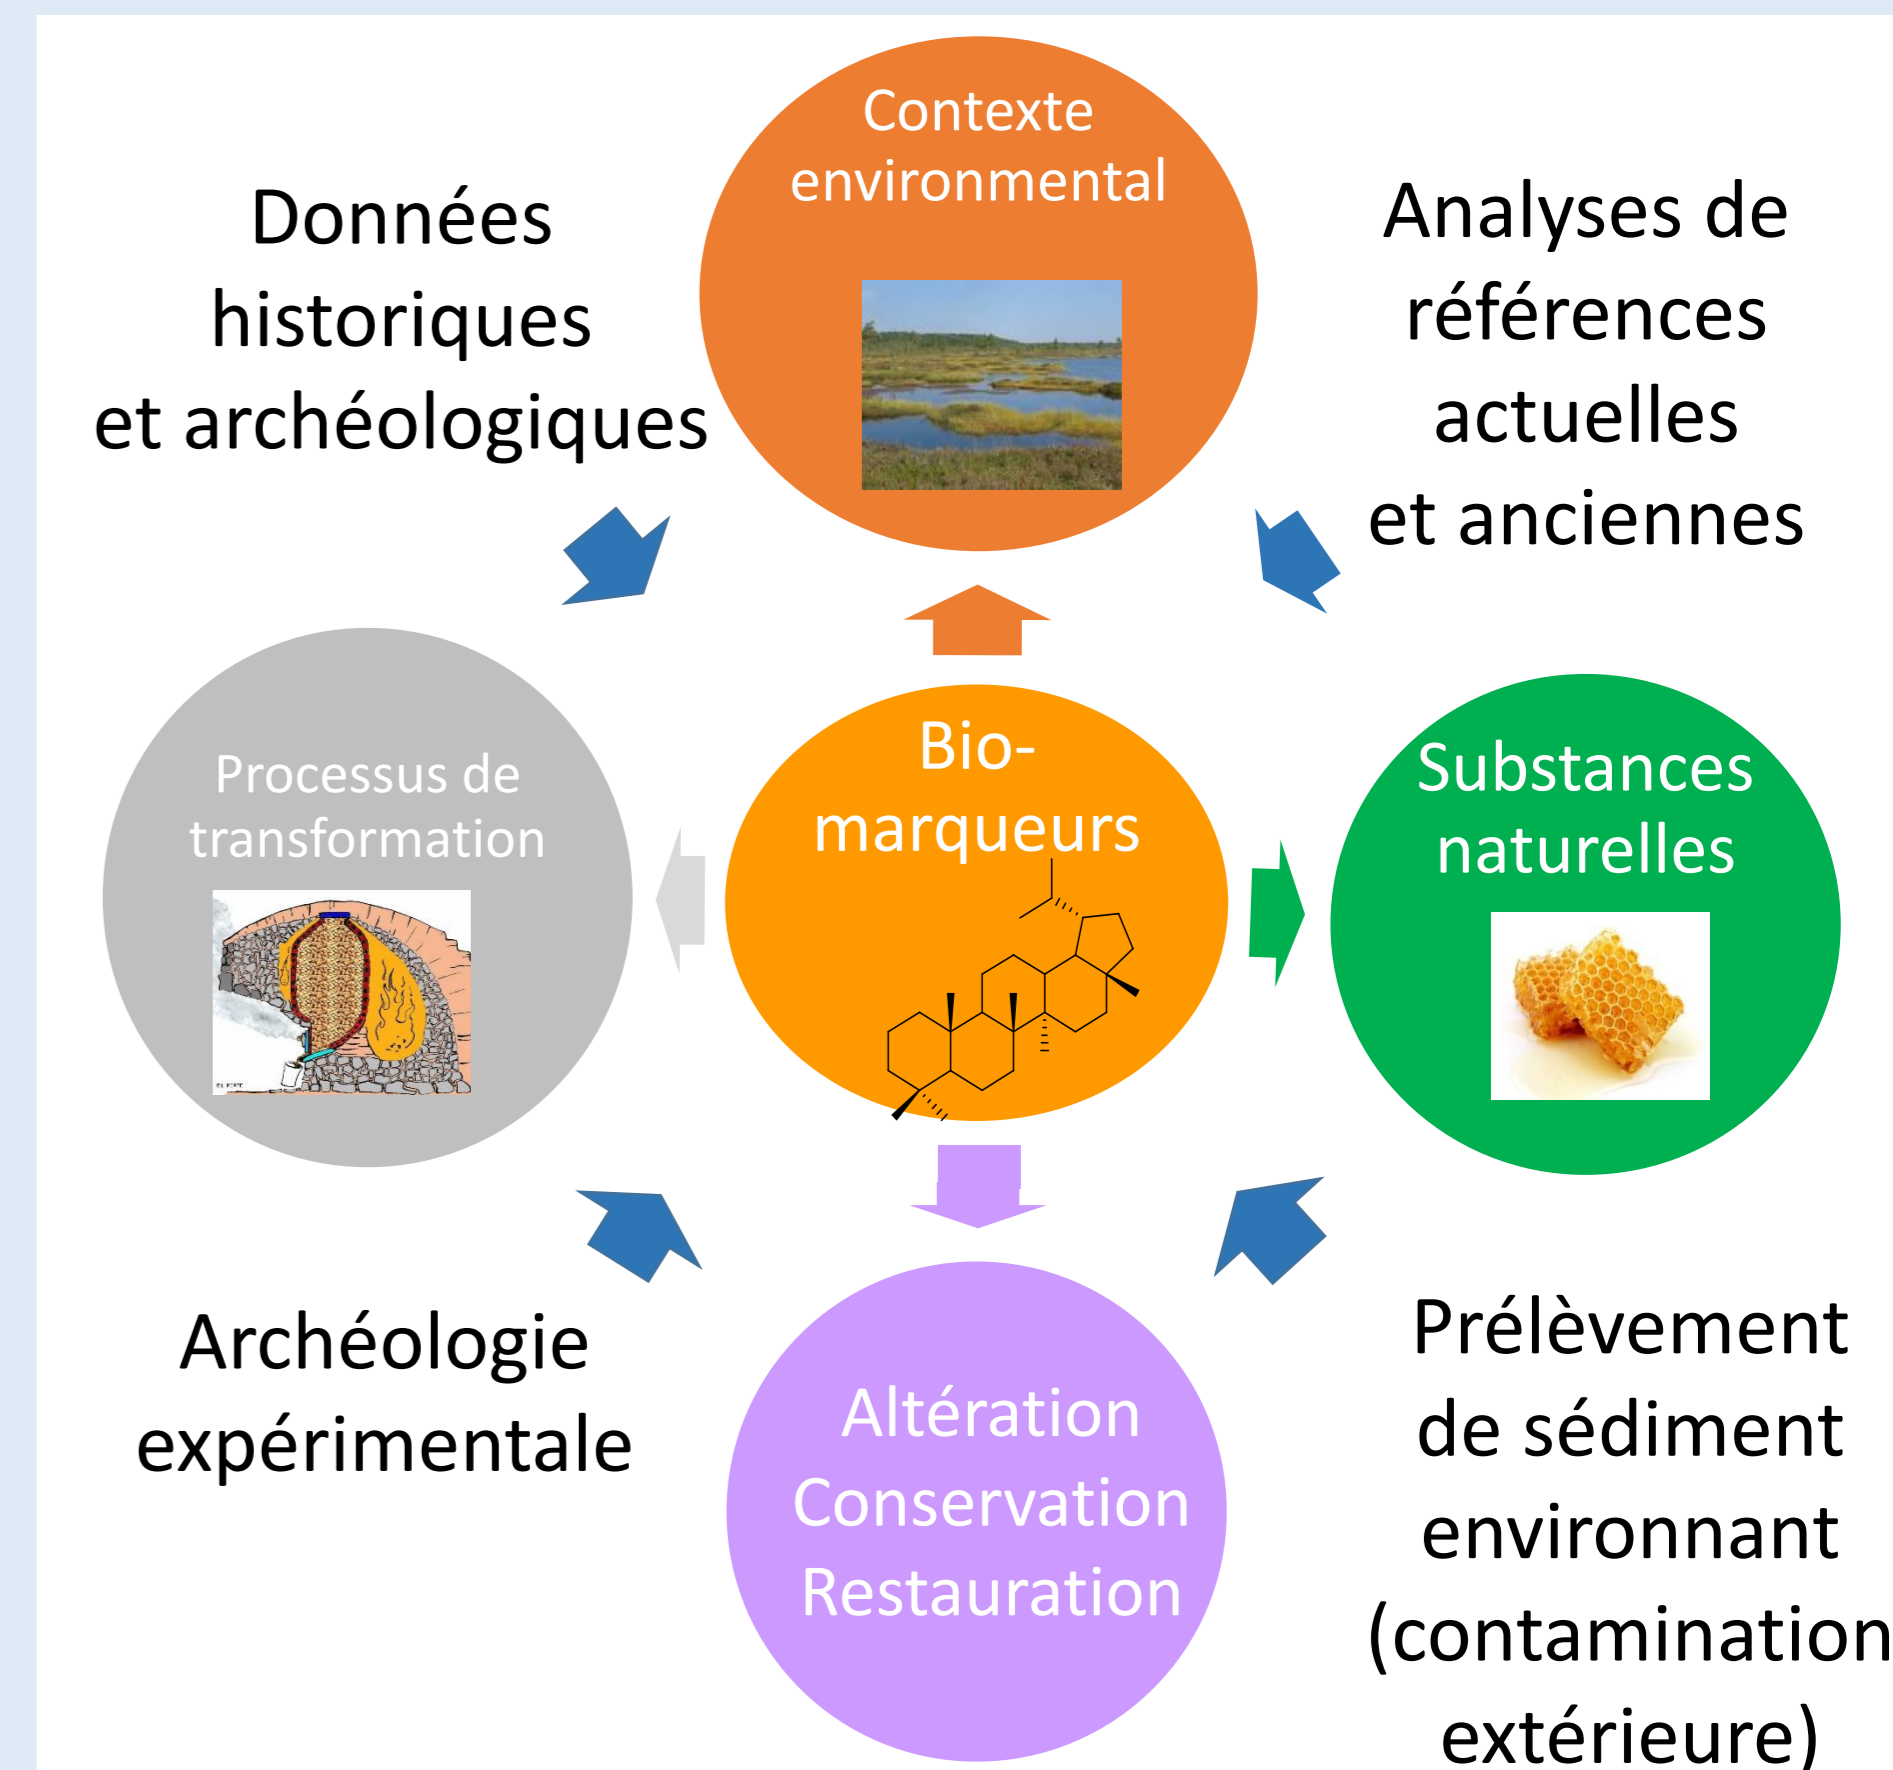 Contexte
environmental
Données
historiques
et archéologiques
Analyses de
références
actuelles
et anciennes
Processus de
transformation
Bio-
marqueurs
Substances
naturelles
Archéologie
expérimentale
Altération
Conservation
Restauration
Prélèvement
de sédiment
environnant
(contamination
extérieure)